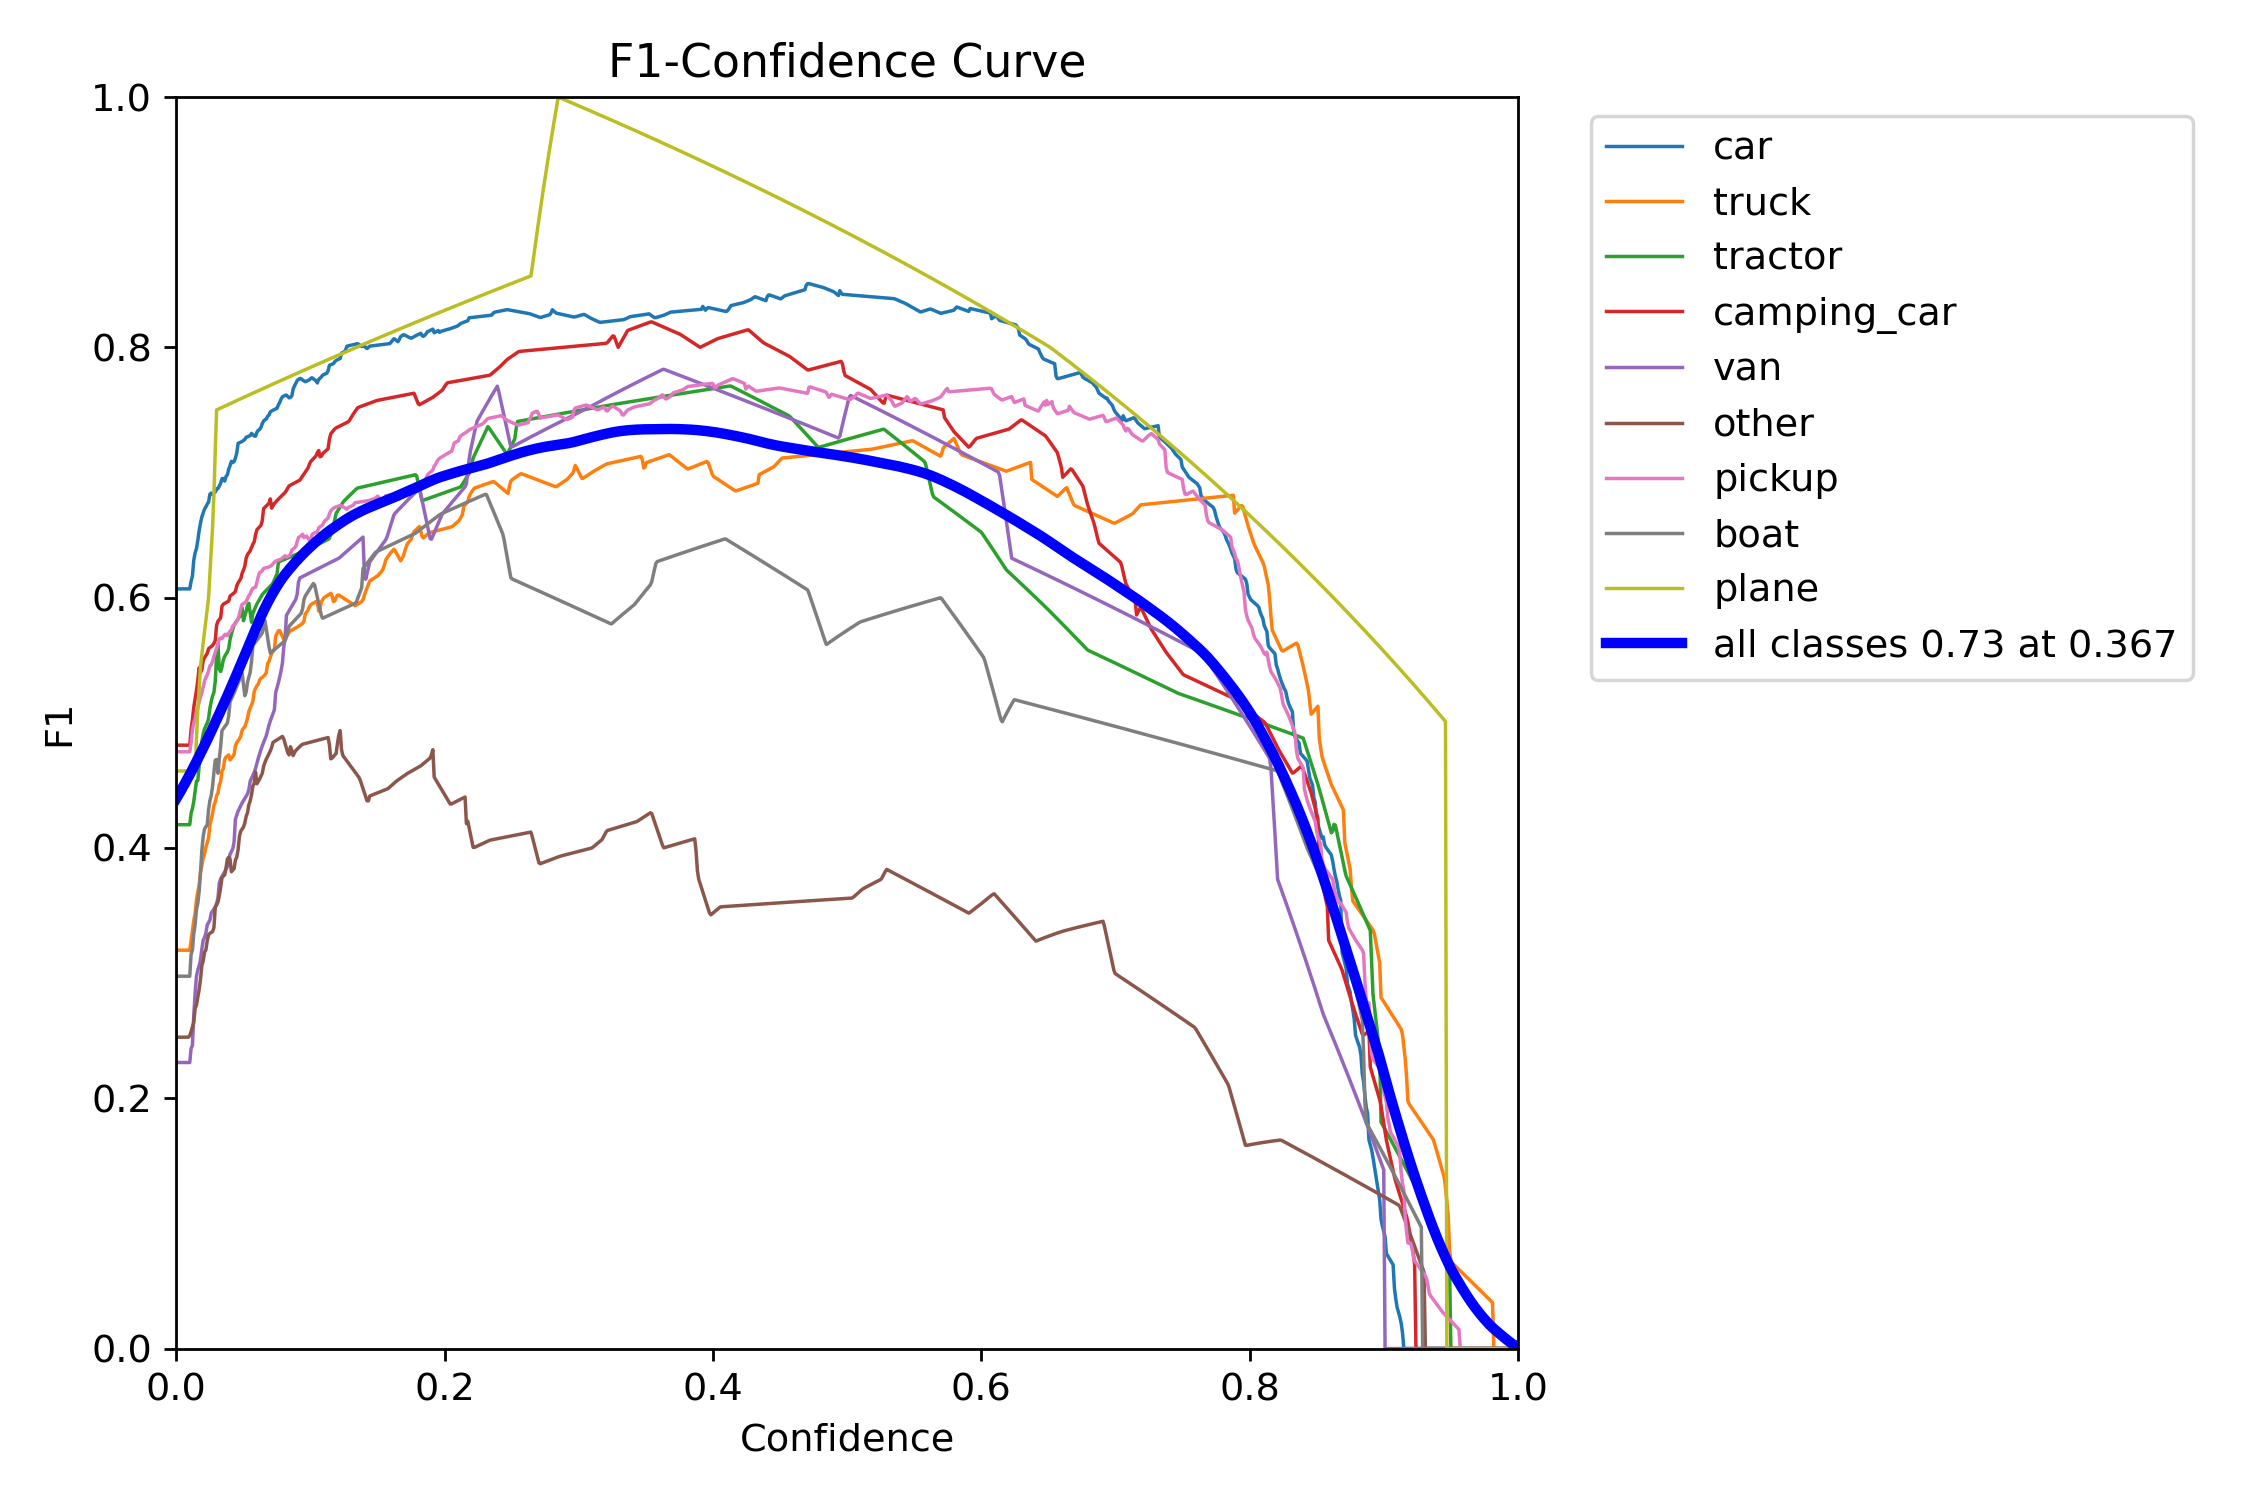 F1-Confidence Curve
1.0
0.8
0.6
0.4
0.2
0.0
F1
0.0 0.2 0.4 0.6 0.8 1.0
Confidence
car
truck
tractor
camping_car
van
other
pickup
boat
plane
all classes 0.73 at 0.367